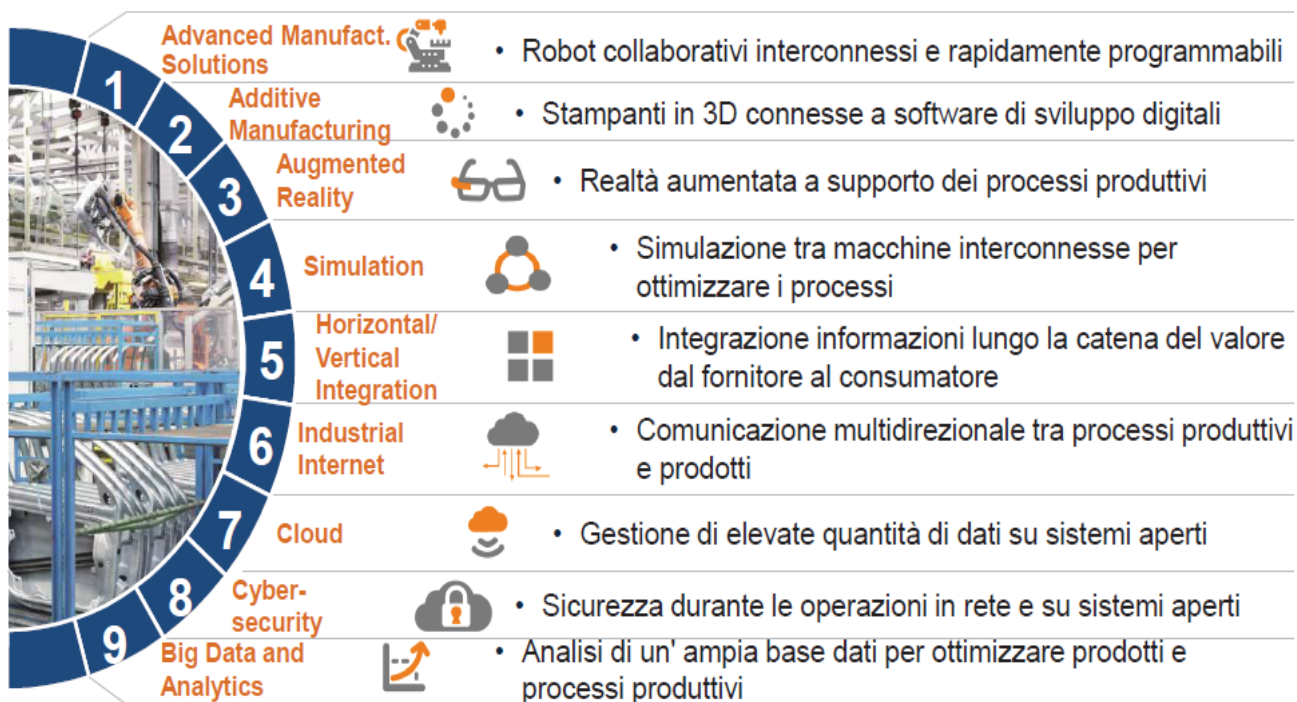 1
Advanced Manufact.
Solutions
• Robot collaborativi interconnessi e rapidamente programmabili
2
Additive
Manufacturing
• Stampanti in 3D connesse a software di sviluppo digitali
3
Augmented
Reality
• Realtà aumentata a supporto dei processi produttivi
4
Simulation
• Simulazione tra macchine interconnesse per
ottimizzare i processi
5
Horizontal/
Vertical
Integration
• Integrazione informazioni lungo la catena del valore
dal fornitore al consumatore
6
Industrial
Internet
• Comunicazione multidirezionale tra processi produttivi
e prodotti
7
Cloud
• Gestione di elevate quantità di dati su sistemi aperti
8
Cyber-
security
• Sicurezza durante le operazioni in rete e su sistemi aperti
9
Big Data and
Analytics
• Analisi di un' ampia base dati per ottimizzare prodotti e
processi produttivi